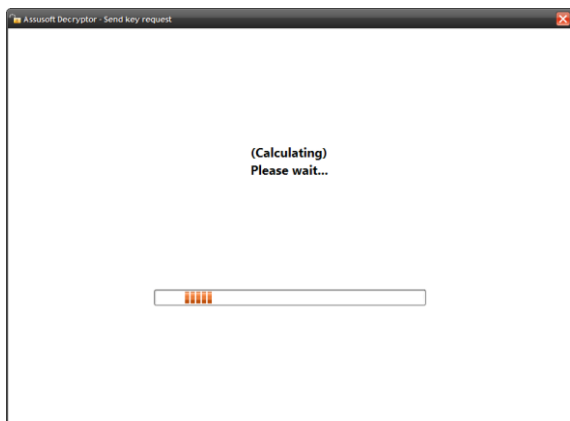 Assusoft Decryptor - Send key request
(Calculating)
Please wait...